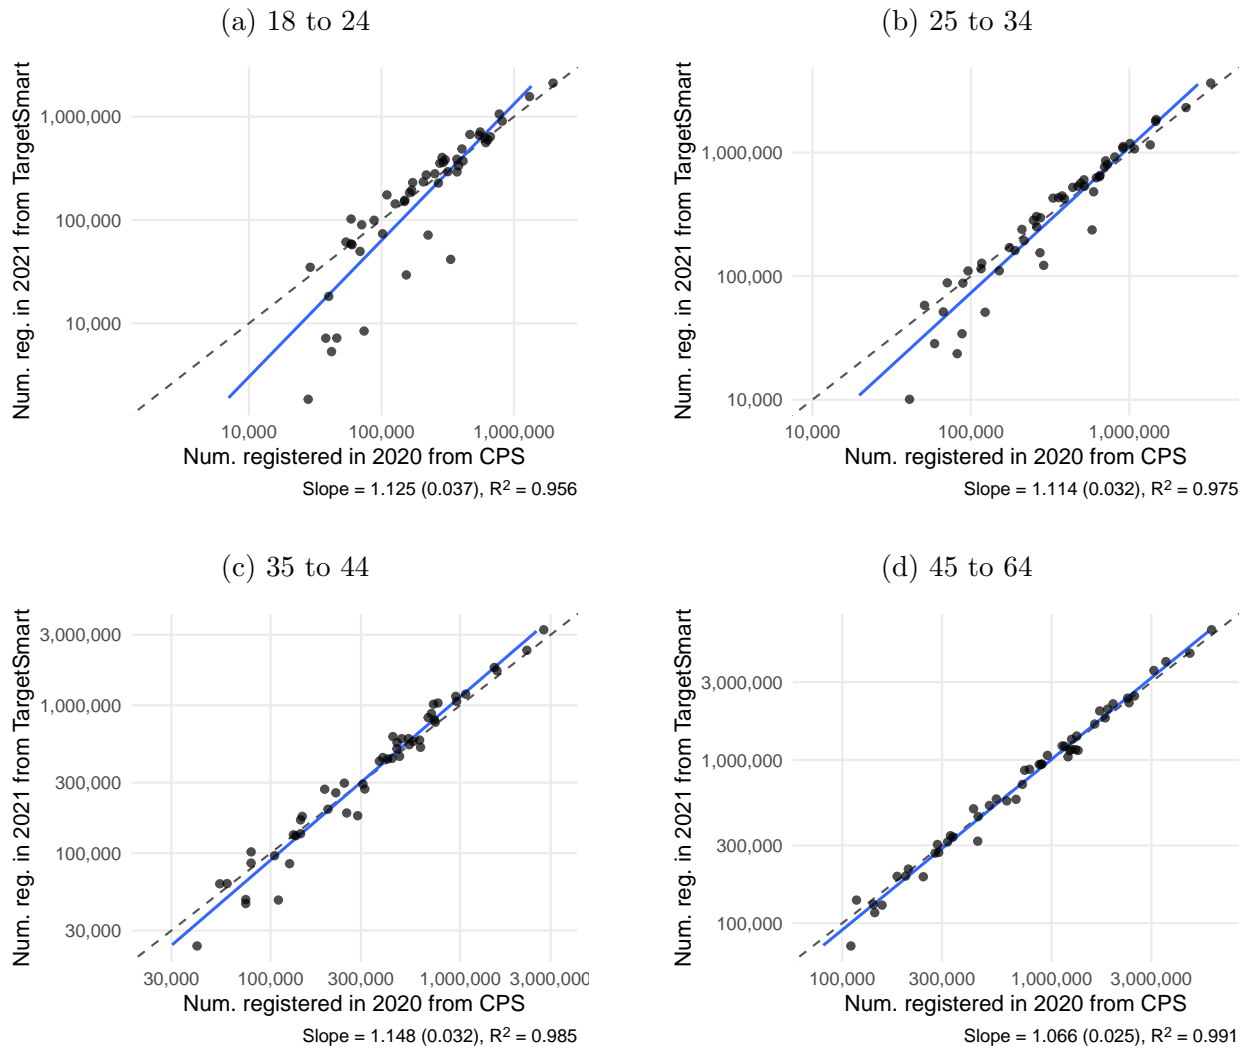 (a) 18 to 24
Num. reg. in 2021 from TargetSmart
1,000,000
100,000
10,000
10,000 100,000 1,000,000
Num. registered in 2020 from CPS
Slope = 1.125 (0.037), R² = 0.956
(b) 25 to 34
Num. reg. in 2021 from TargetSmart
1,000,000
100,000
10,000
10,000 100,000 1,000,000
Num. registered in 2020 from CPS
Slope = 1.114 (0.032), R² = 0.975
(c) 35 to 44
Num. reg. in 2021 from TargetSmart
3,000,000
1,000,000
300,000
100,000
30,000
30,000 100,000 300,000 1,000,000 3,000,000
Num. registered in 2020 from CPS
Slope = 1.148 (0.032), R² = 0.985
(d) 45 to 64
Num. reg. in 2021 from TargetSmart
3,000,000
1,000,000
300,000
100,000
100,000 300,000 1,000,000 3,000,000
Num. registered in 2020 from CPS
Slope = 1.066 (0.025), R² = 0.991